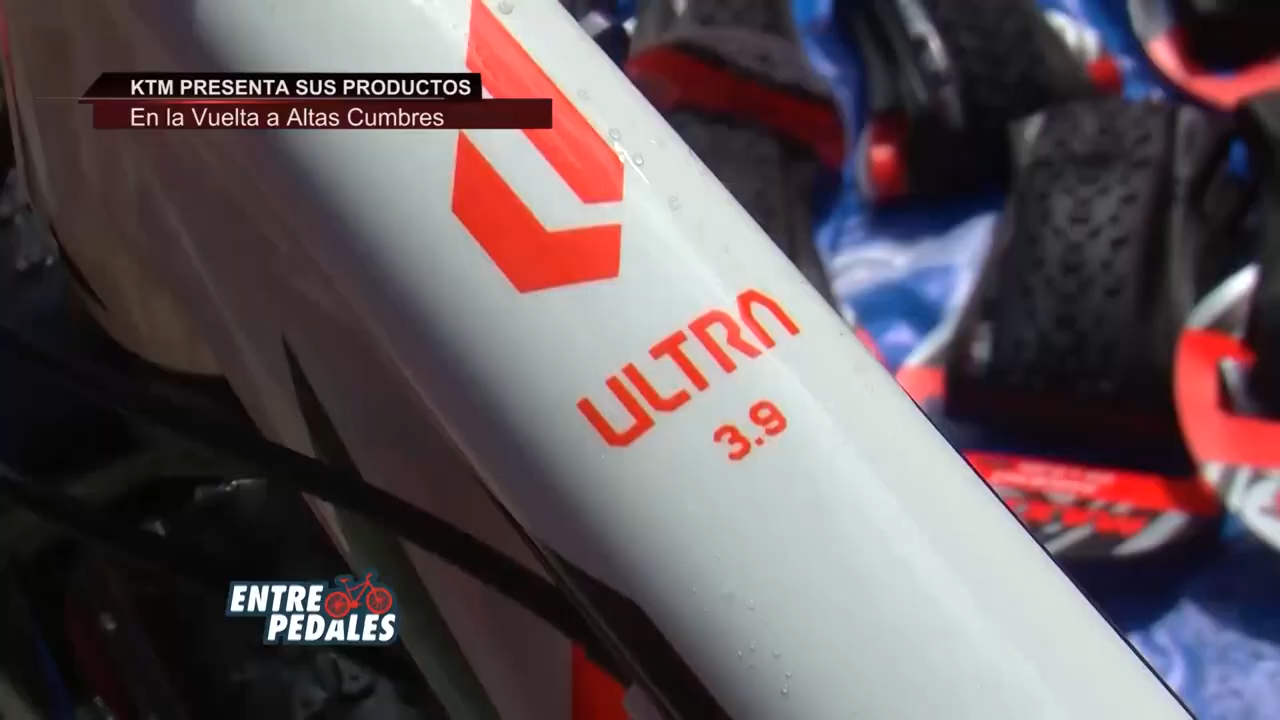 KTM PRESENTA SUS PRODUCTOS
En la Vuelta a Altas Cumbres
ULTRA
3.9
ENTRE
PEDALES